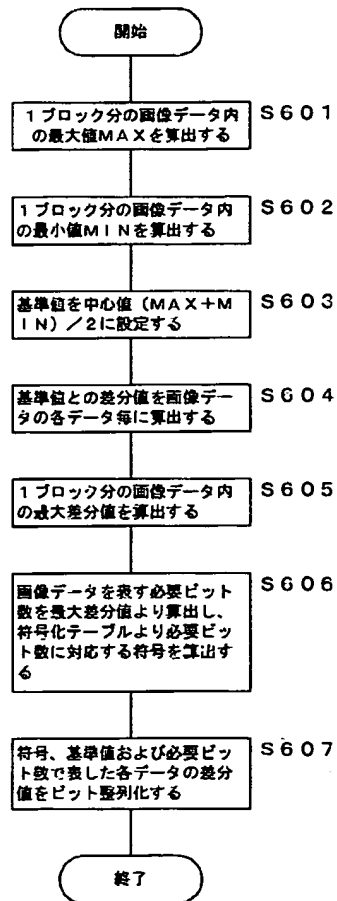 開始
１ブロック分の画像データ内
の最大値ＭＡＸを算出する
Ｓ６０１
１ブロック分の画像データ内
の最小値ＭＩＮを算出する
Ｓ６０２
基準値を中心値（ＭＡＸ＋Ｍ
ＩＮ）／２に設定する
Ｓ６０３
基準値との差分値を画像デー
タの各データ毎に算出する
Ｓ６０４
１ブロック分の画像データ内
の最大差分値を算出する
Ｓ６０５
画像データを表す必要ビット
数を最大差分値より算出し、
符号化テーブルより必要ビッ
ト数に対応する符号を算出す
る
Ｓ６０６
符号、基準値および必要ビッ
ト数で表した各データの差分
値をビット整列化する
Ｓ６０７
終了